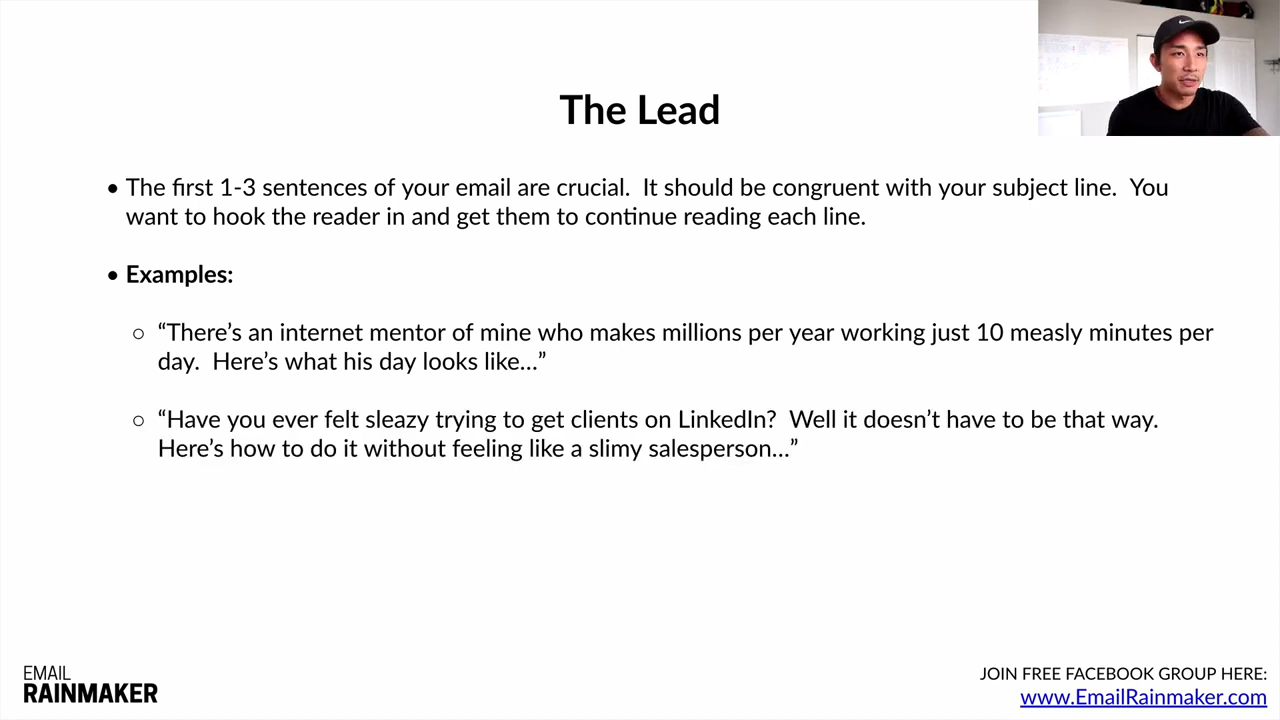 The Lead
• The first 1-3 sentences of your email are crucial.  It should be congruent with your subject line.  You
want to hook the reader in and get them to continue reading each line.
• Examples:
○ “There’s an internet mentor of mine who makes millions per year working just 10 measly minutes per
day.  Here’s what his day looks like...”
○ “Have you ever felt sleazy trying to get clients on LinkedIn?  Well it doesn’t have to be that way.
Here’s how to do it without feeling like a slimy salesperson...”
EMAIL
RAINMAKER
JOIN FREE FACEBOOK GROUP HERE:
www.EmailRainmaker.com